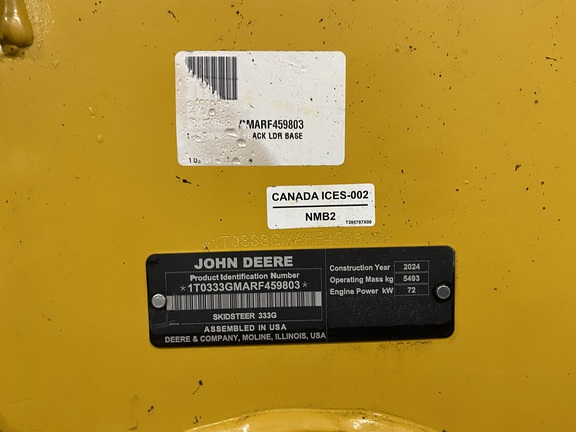 GMARF459803
ACK LDR BASE
CANADA ICES-002
NMB2
JOHN DEERE
Product Identification Number
*1T0333GMARF459803*
SKIDSTEER 333G
ASSEMBLED IN USA
DEERE & COMPANY, MOLINE, ILLINOIS, USA
Construction Year 2024
Operating Mass kg 5493
Engine Power kW 72